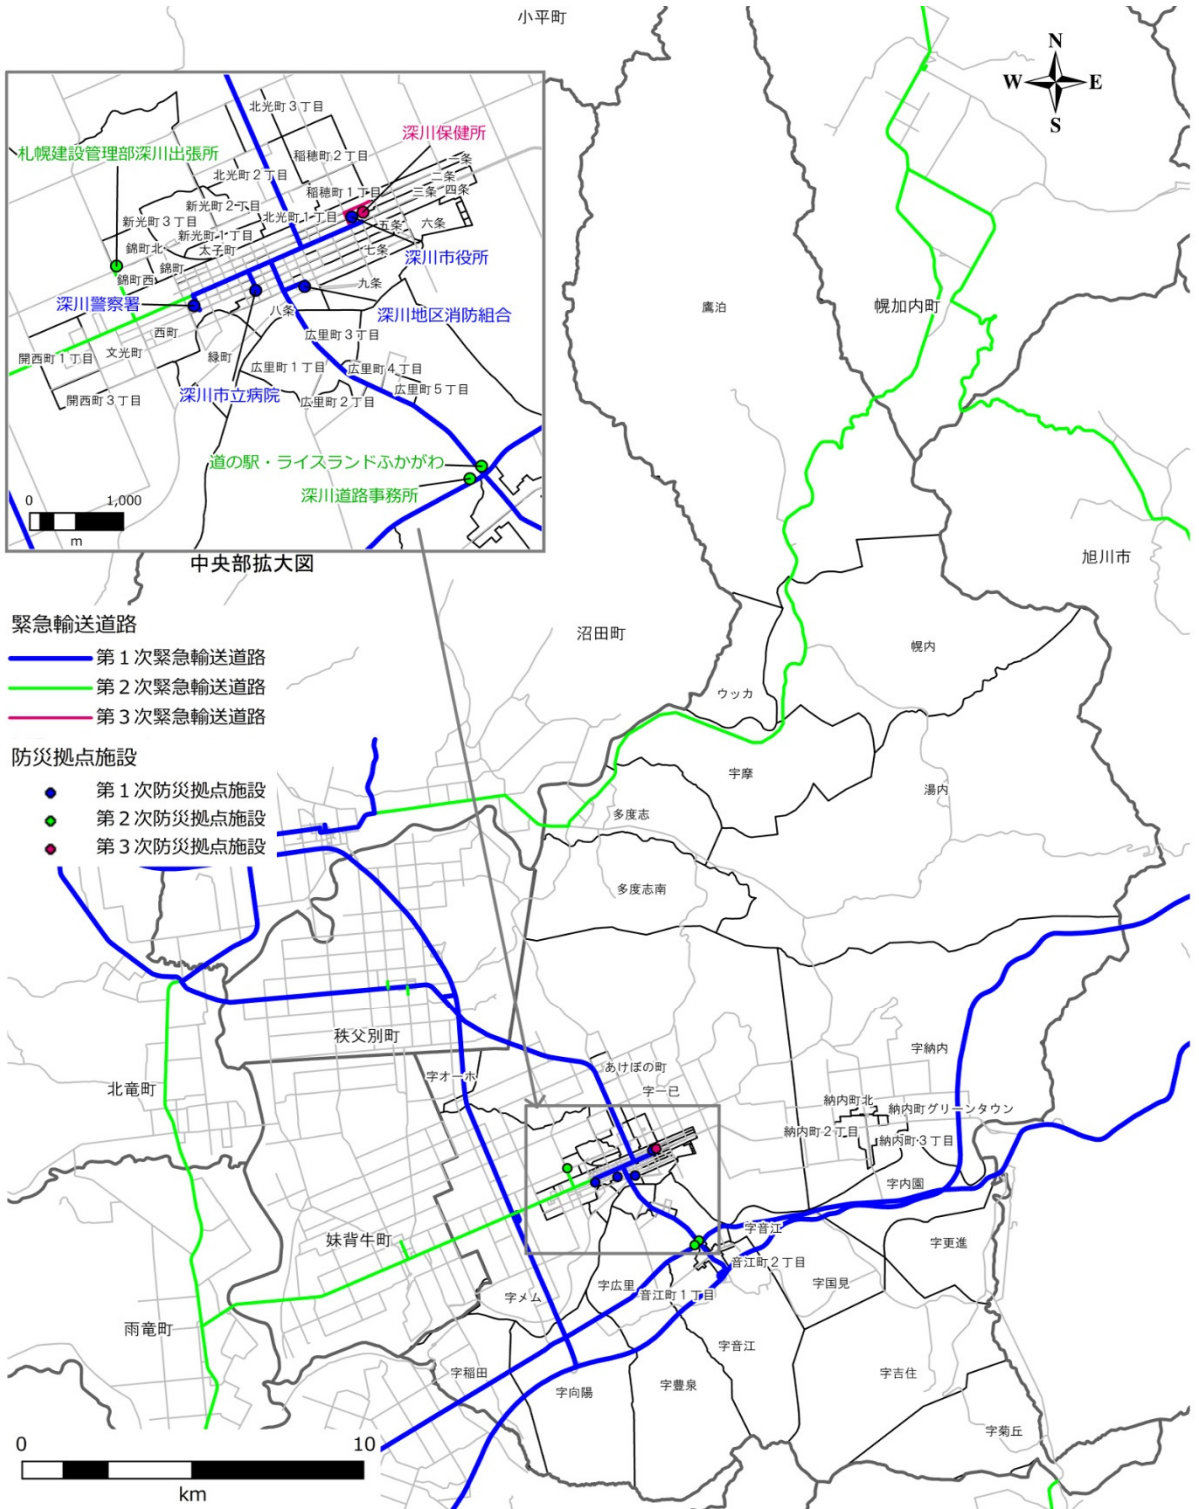 小平町
N
W
E
S
北光町３丁目
深川保健所
札幌建設管理部深川出張所
稲穂町２丁目
一条
北光町２丁目
二条
稲穂町１丁目
三条
四条
新光町２丁目
新光町３丁目
北光町１丁目
五条
六条
新光町１丁目
錦町北
太子町
七条
深川市役所
錦町
錦町西
九条
深川警察署
八条
深川地区消防組合
西町
広里町３丁目
開西町１丁目
文光町
緑町
広里町１丁目
広里町４丁目
深川市立病院
広里町５丁目
開西町３丁目
広里町２丁目
道の駅・ライスランドふかがわ
深川道路事務所
0
1,000
m
中央部拡大図
鷹泊
幌加内町
旭川市
緊急輸送道路
第１次緊急輸送道路
第２次緊急輸送道路
第３次緊急輸送道路
防災拠点施設
第１次防災拠点施設
第２次防災拠点施設
第３次防災拠点施設
沼田町
幌内
ウッカ
宇摩
湯内
多度志
多度志南
秩父別町
字納内
あけぼの町
字オーホ
北竜町
字一已
納内町北
納内町グリーンタウン
納内町２丁目
納内町３丁目
字内園
字音江
妹背牛町
字更進
音江町２丁目
字広里
字国見
字メム
音江町１丁目
雨竜町
字音江
字稲田
字吉住
字向陽
字豊泉
字菊丘
0
10
km